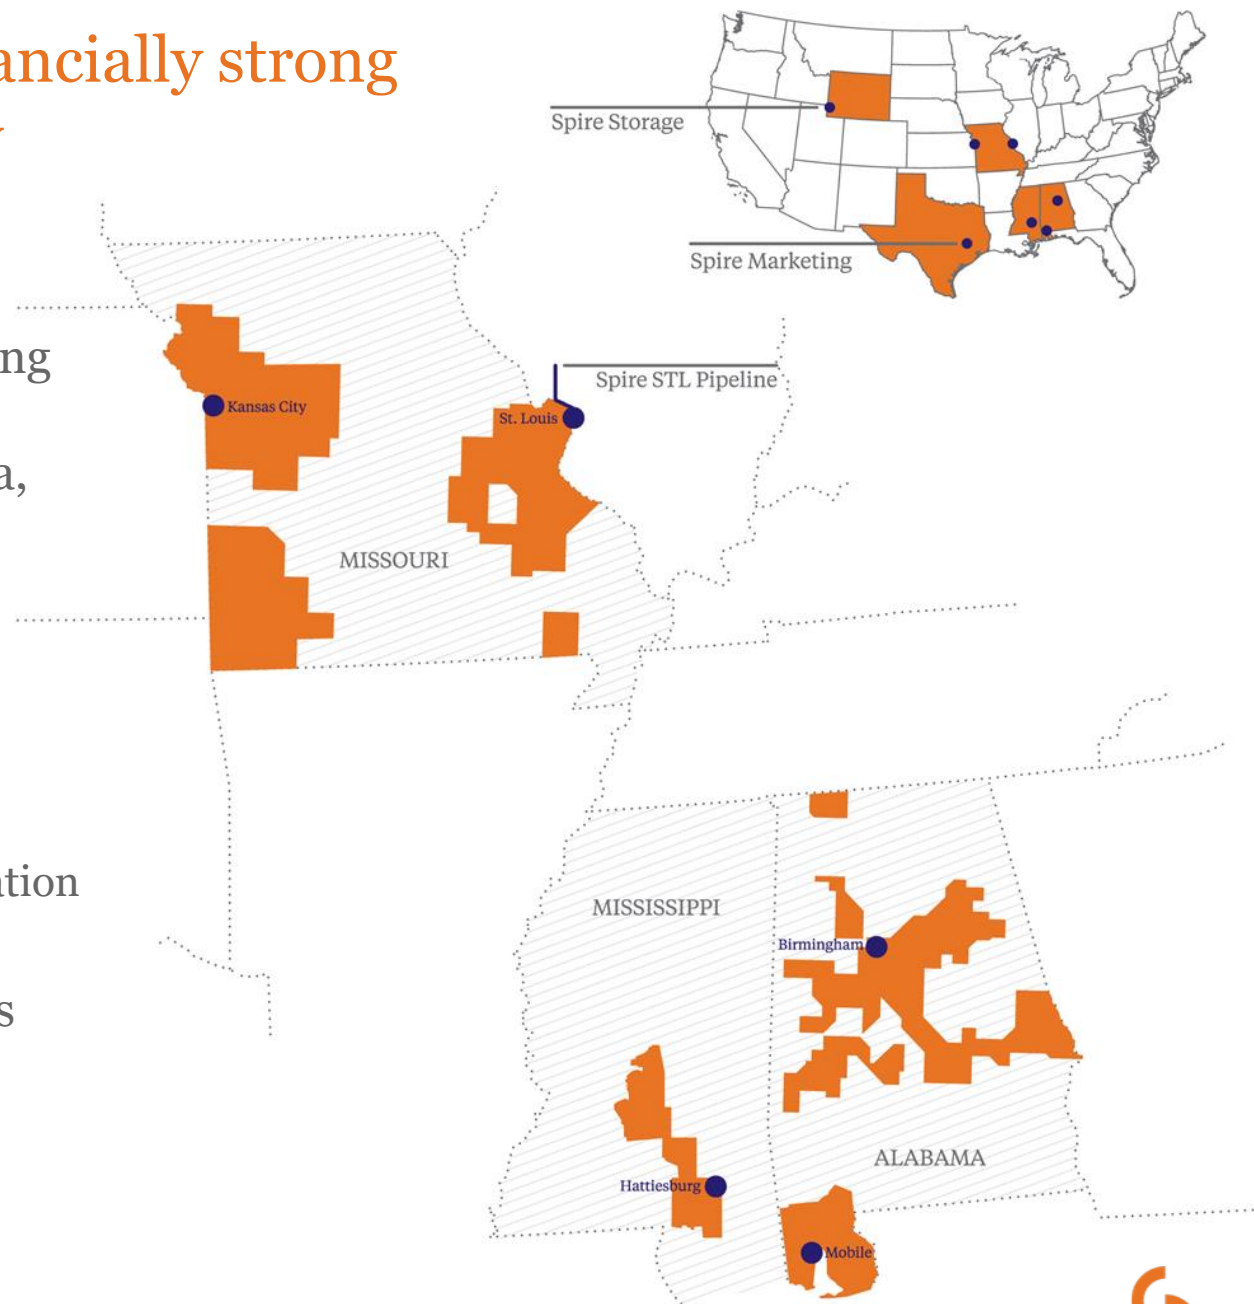 ancially strong
Spire Storage
Spire Marketing
ng
Spire STL Pipeline
Kansas City
St. Louis
a,
MISSOURI
ation
MISSISSIPPI
Birmingham
s
ALABAMA
Hattiesburg
Mobile